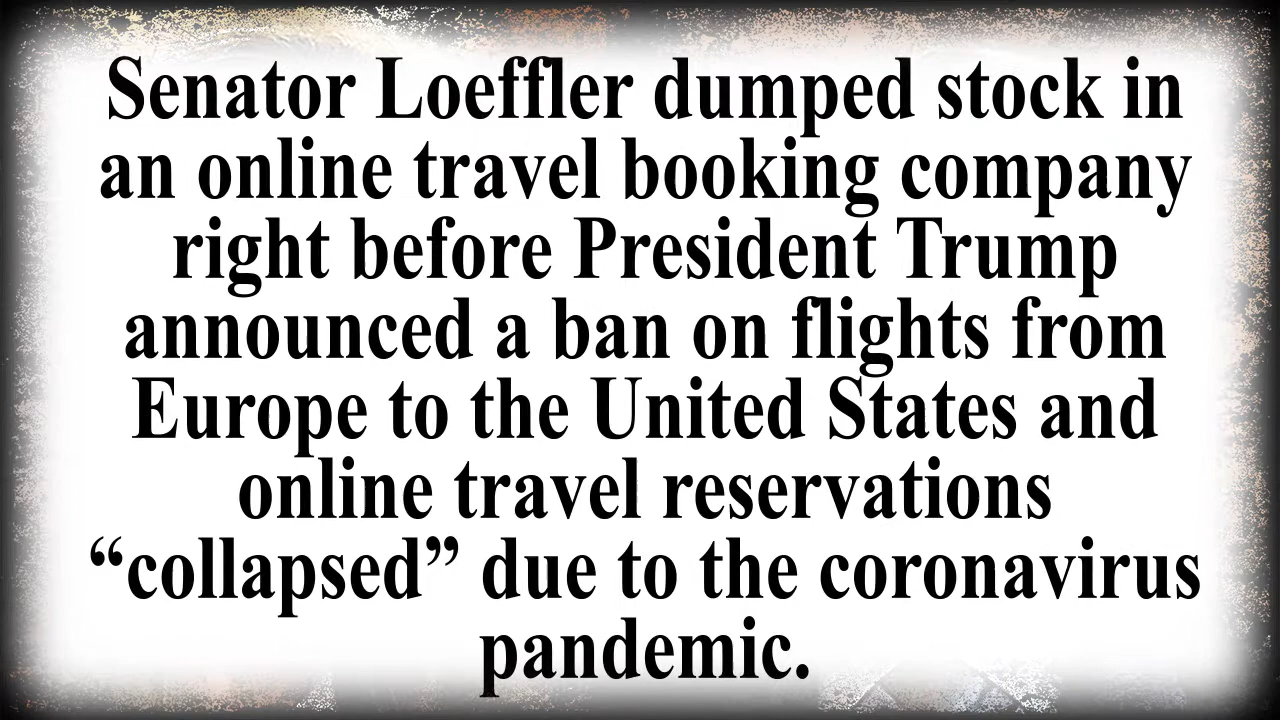 Senator Loeffler dumped stock in
an online travel booking company
right before President Trump
announced a ban on flights from
Europe to the United States and
online travel reservations
“collapsed” due to the coronavirus
pandemic.